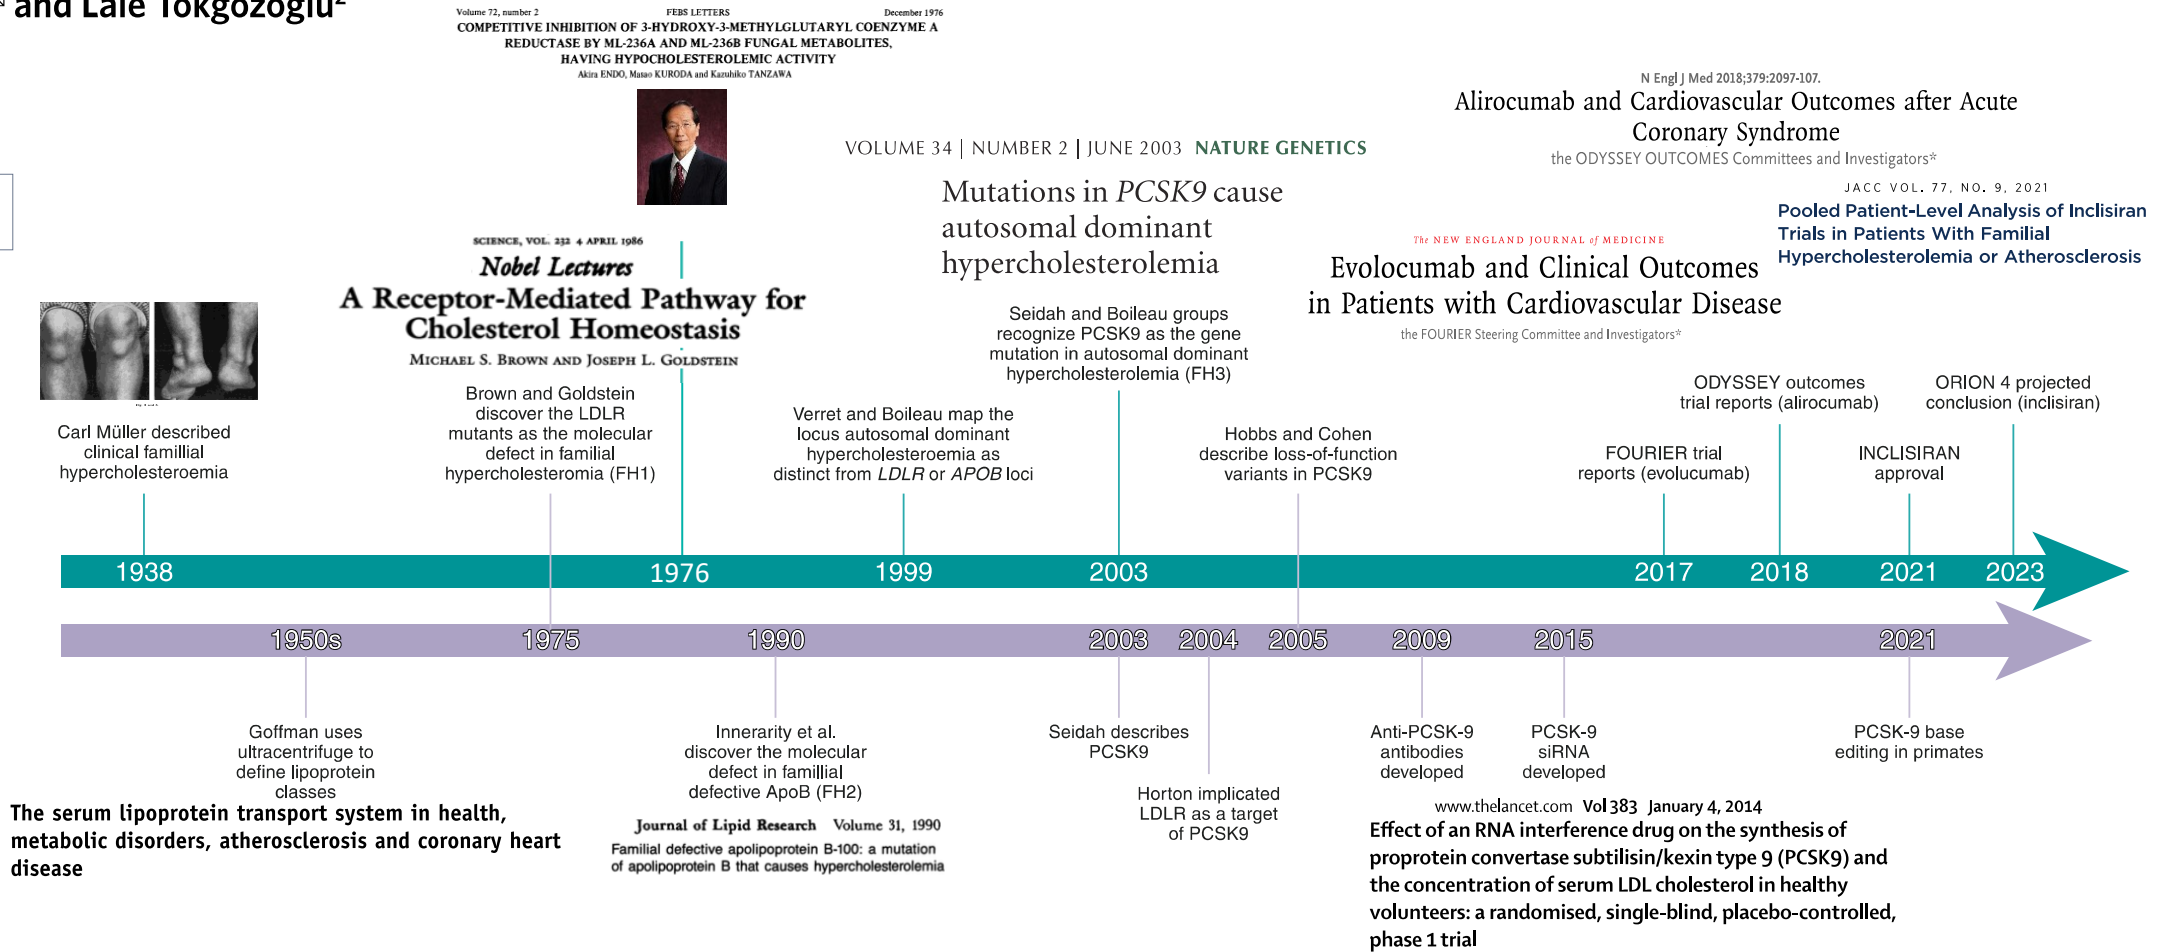 and Lale Tokgozoglu²
Volume 72, number 2 FEBS LETTERS December 1976
COMPETITIVE INHIBITION OF 3-HYDROXY-3-METHYLGLUTARYL COENZYME A
REDUCTASE BY ML-236A AND ML-236B FUNGAL METABOLITES,
HAVING HYPOCHOLESTEROLEMIC ACTIVITY
Akira ENDO, Masao KURODA and Kazuhiko TANZAWA
N Engl J Med 2018;379:2097-107.
Alirocumab and Cardiovascular Outcomes after Acute
Coronary Syndrome
the ODYSSEY OUTCOMES Committees and Investigators*
VOLUME 34 | NUMBER 2 | JUNE 2003 NATURE GENETICS
Mutations in PCSK9 cause
autosomal dominant
hypercholesterolemia
JACC VOL. 77, NO. 9, 2021
Pooled Patient-Level Analysis of Inclisiran
Trials in Patients With Familial
Hypercholesterolemia or Atherosclerosis
SCIENCE, VOL. 232 4 APRIL 1986
Nobel Lectures
A Receptor-Mediated Pathway for
Cholesterol Homeostasis
MICHAEL S. BROWN AND JOSEPH L. GOLDSTEIN
The NEW ENGLAND JOURNAL of MEDICINE
Evolocumab and Clinical Outcomes
in Patients with Cardiovascular Disease
the FOURIER Steering Committee and Investigators*
Carl Müller described
clinical famillial
hypercholesteroemia
Brown and Goldstein
discover the LDLR
mutants as the molecular
defect in familial
hypercholesteromia (FH1)
Verret and Boileau map the
locus autosomal dominant
hypercholesteroemia as
distinct from LDLR or APOB loci
Seidah and Boileau groups
recognize PCSK9 as the gene
mutation in autosomal dominant
hypercholesterolemia (FH3)
Hobbs and Cohen
describe loss-of-function
variants in PCSK9
FOURIER trial
reports (evolucumab)
ODYSSEY outcomes
trial reports (alirocumab)
INCLISIRAN
approval
ORION 4 projected
conclusion (inclisiran)
1938 1976 1999 2003 2017 2018 2021 2023
1950s 1975 1990 2003 2004 2005 2009 2015 2021
Goffman uses
ultracentrifuge to
define lipoprotein
classes
The serum lipoprotein transport system in health,
metabolic disorders, atherosclerosis and coronary heart
disease
Innerarity et al.
discover the molecular
defect in famillial
defective ApoB (FH2)
Journal of Lipid Research Volume 31, 1990
Familial defective apolipoprotein B-100: a mutation
of apolipoprotein B that causes hypercholesterolemia
Seidah describes
PCSK9
Horton implicated
LDLR as a target
of PCSK9
Anti-PCSK-9
antibodies
developed
PCSK-9
siRNA
developed
PCSK-9 base
editing in primates
www.thelancet.com Vol 383 January 4, 2014
Effect of an RNA interference drug on the synthesis of
proprotein convertase subtilisin/kexin type 9 (PCSK9) and
the concentration of serum LDL cholesterol in healthy
volunteers: a randomised, single-blind, placebo-controlled,
phase 1 trial